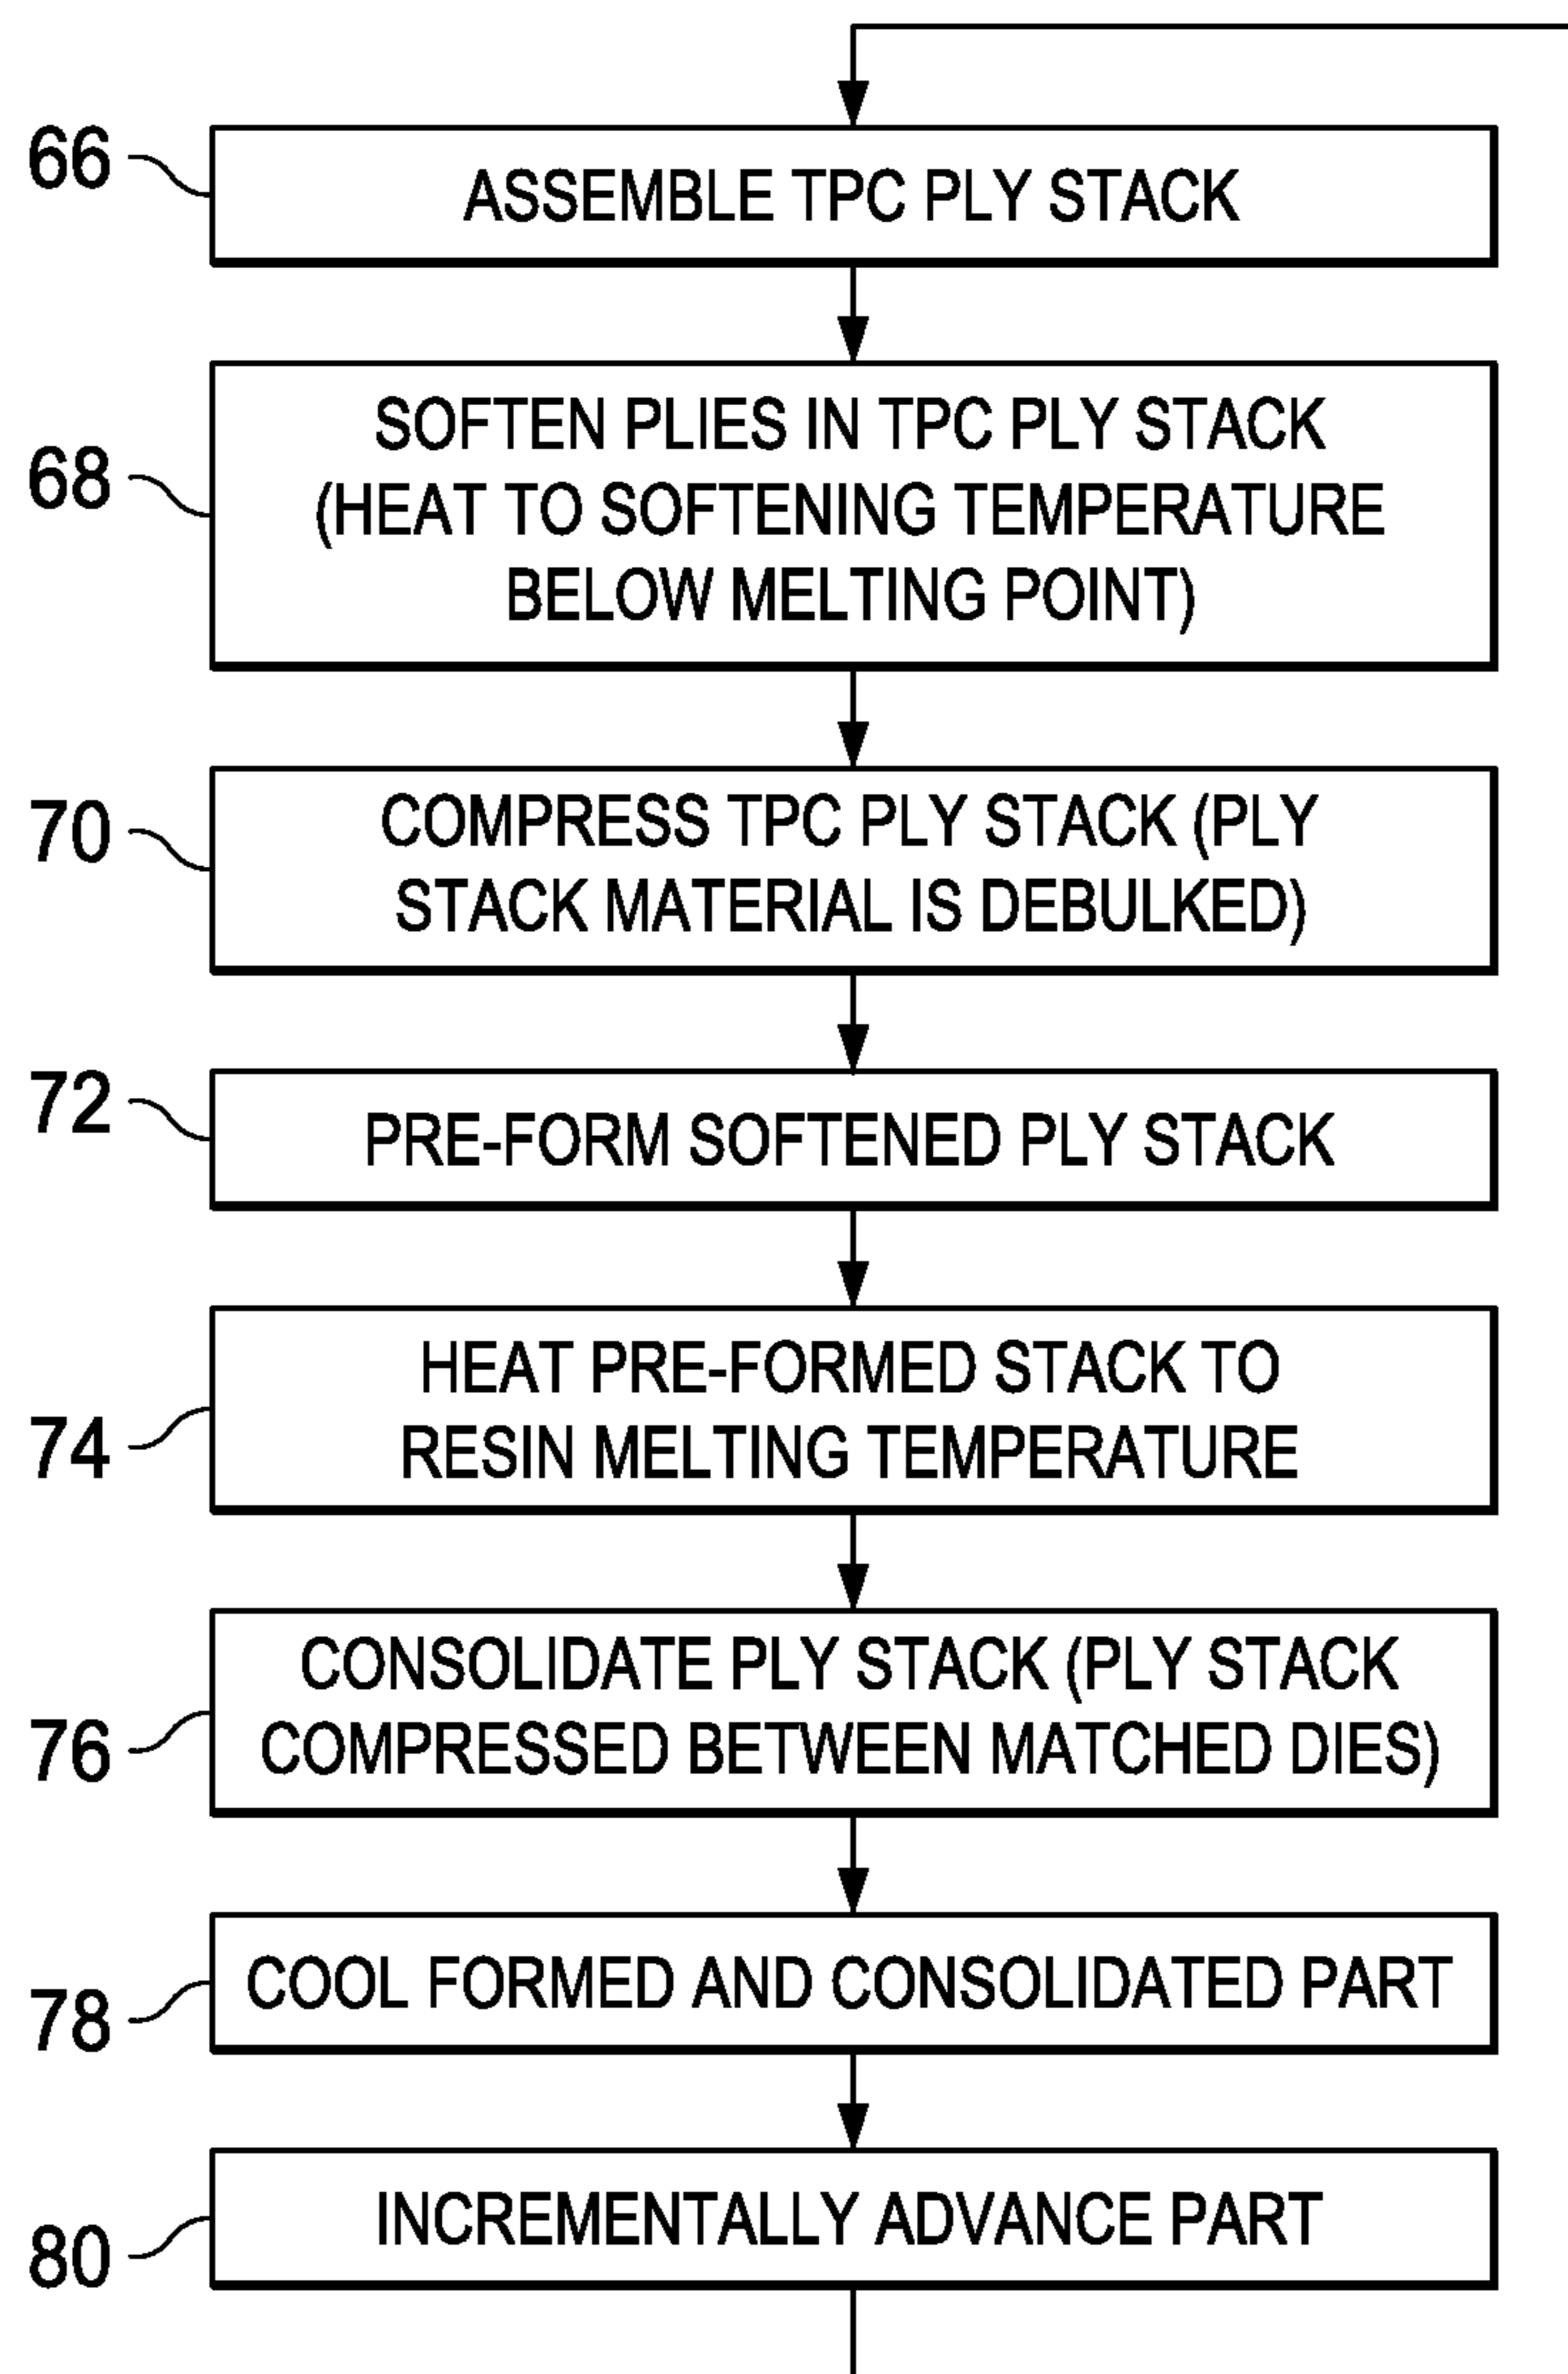 66
ASSEMBLE TPC PLY STACK
68
SOFTEN PLIES IN TPC PLY STACK
(HEAT TO SOFTENING TEMPERATURE
BELOW MELTING POINT)
70
COMPRESS TPC PLY STACK (PLY
STACK MATERIAL IS DEBULKED)
72
PRE-FORM SOFTENED PLY STACK
74
HEAT PRE-FORMED STACK TO
RESIN MELTING TEMPERATURE
76
CONSOLIDATE PLY STACK (PLY STACK
COMPRESSED BETWEEN MATCHED DIES)
78
COOL FORMED AND CONSOLIDATED PART
80
INCREMENTALLY ADVANCE PART